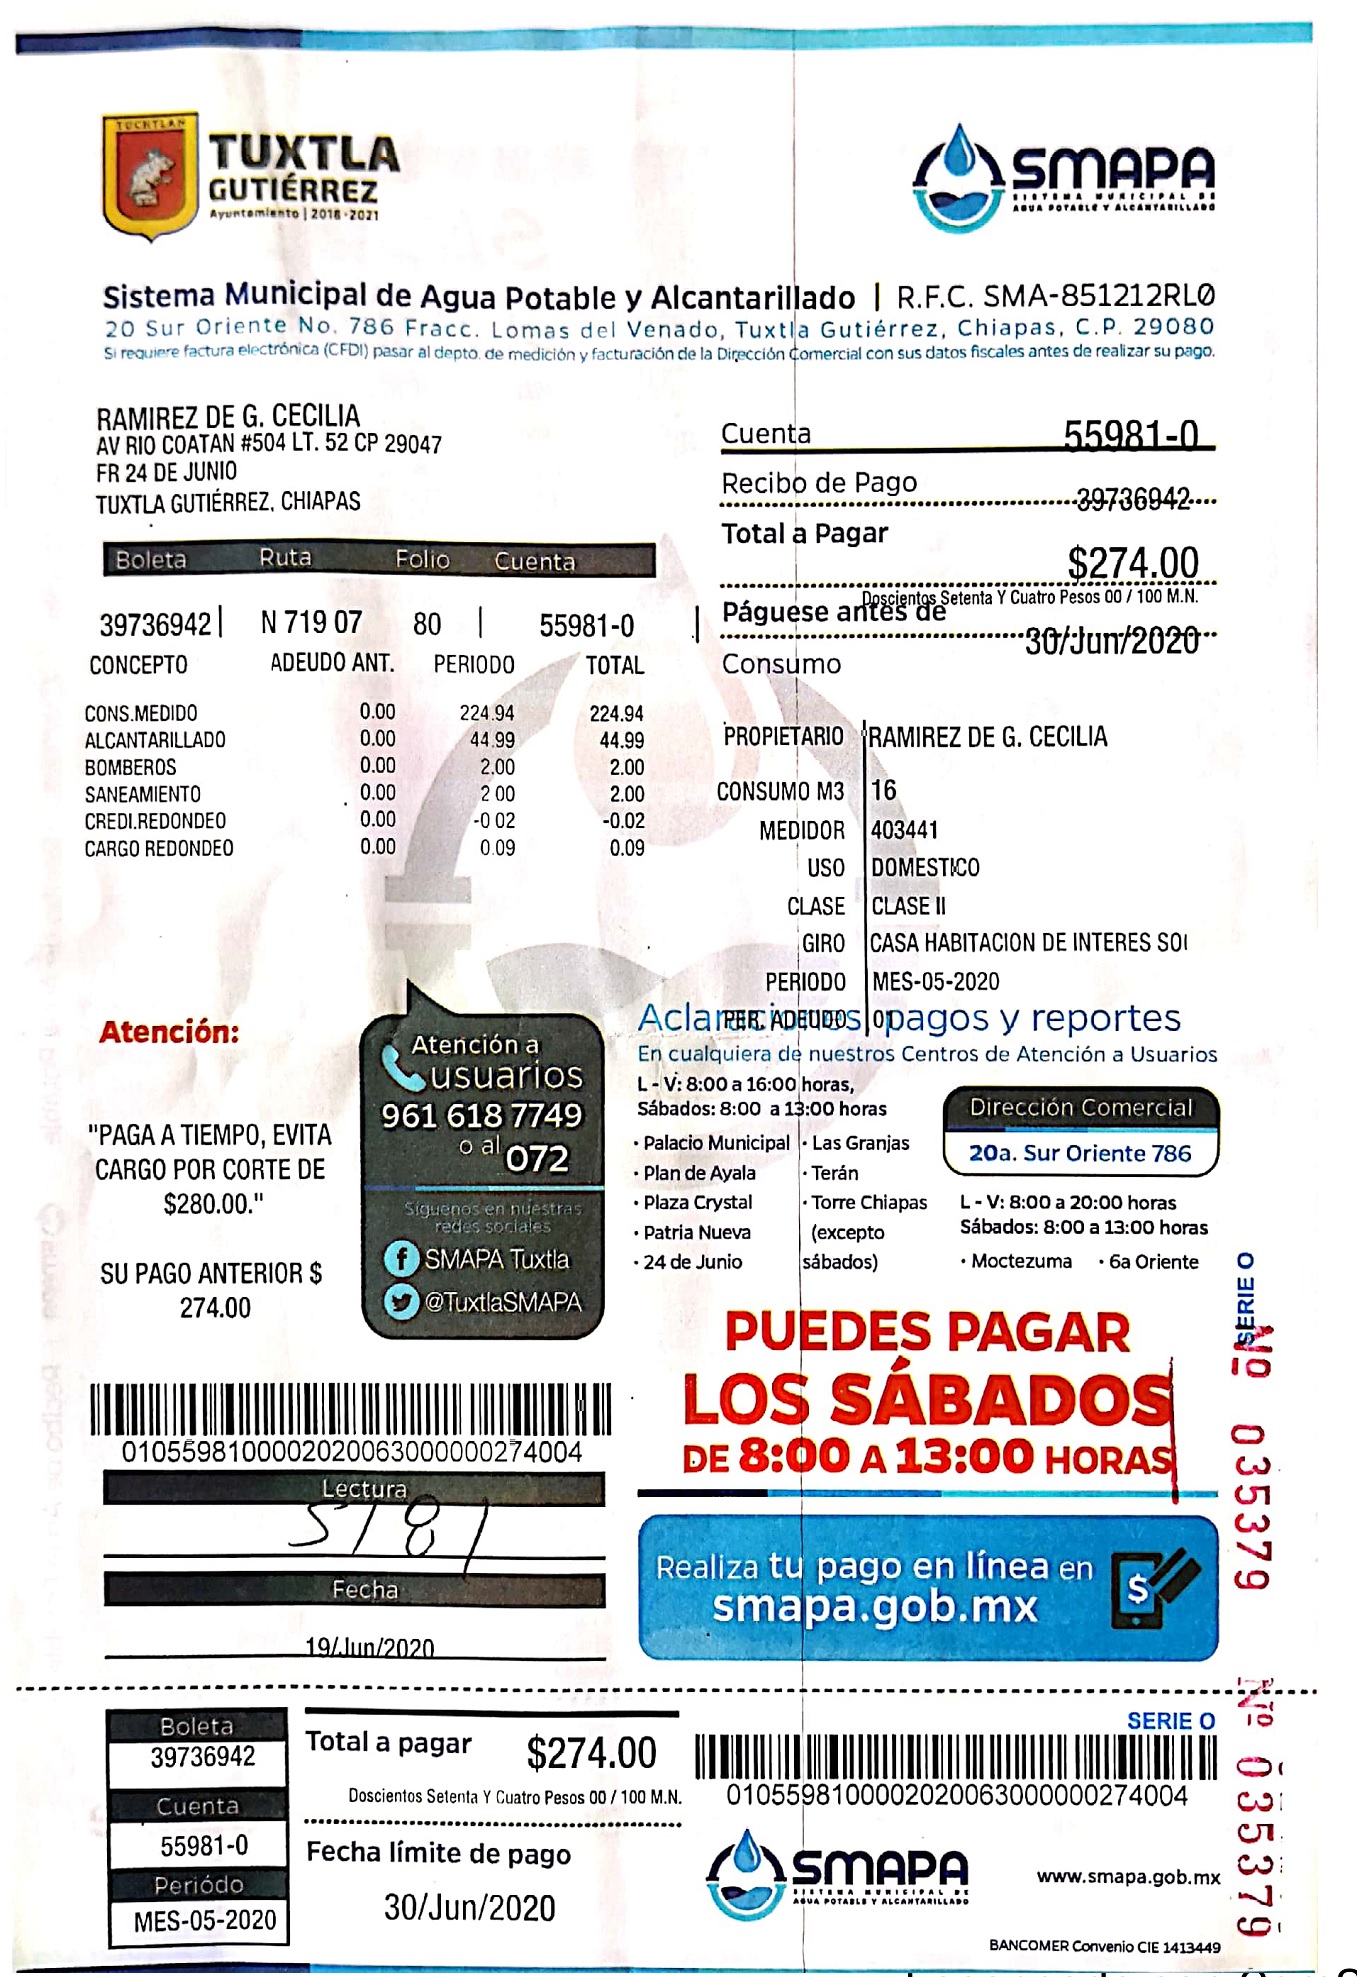 TUCHTLAN
TUXTLA
GUTIÉRREZ
Ayuntamiento | 2018 - 2021
SMAPA
SISTEMA MUNICIPAL DE
AGUA POTABLE Y ALCANTARILLADO
Sistema Municipal de Agua Potable y Alcantarillado | R.F.C. SMA-851212RL0
20 Sur Oriente No. 786 Fracc. Lomas del Venado, Tuxtla Gutiérrez, Chiapas, C.P. 29080
Si requiere factura electrónica (CFDI) pasar al depto. de medición y facturación de la Dirección Comercial con sus datos fiscales antes de realizar su pago.
RAMIREZ DE G. CECILIA
AV RIO COATAN #504 LT. 52 CP 29047
FR 24 DE JUNIO
TUXTLA GUTIÉRREZ, CHIAPAS
Cuenta 55981-0
Recibo de Pago 39736942
Total a Pagar
$274.00
Doscientos Setenta Y Cuatro Pesos 00 / 100 M.N.
Páguese antes de
30/Jun/2020
Consumo
Boleta Ruta Folio Cuenta
39736942 | N 719 07 80 | 55981-0 |
CONCEPTO ADEUDO ANT. PERIODO TOTAL
CONS.MEDIDO 0.00 224.94 224.94
ALCANTARILLADO 0.00 44.99 44.99
BOMBEROS 0.00 2.00 2.00
SANEAMIENTO 0.00 2 00 2.00
CREDI.REDONDEO 0.00 -0 02 -0.02
CARGO REDONDEO 0.00 0.09 0.09
PROPIETARIO RAMIREZ DE G. CECILIA
CONSUMO M3 16
MEDIDOR 403441
USO DOMESTICO
CLASE CLASE II
GIRO CASA HABITACION DE INTERES SOI
PERIODO MES-05-2020
PER. ADEUDO 01
Atención:
"PAGA A TIEMPO, EVITA
CARGO POR CORTE DE
$280.00."
SU PAGO ANTERIOR $
274.00
Atención a
usuarios
961 618 7749
o al 072
Síguenos en nuestras
redes sociales
SMAPA Tuxtla
@TuxtlaSMAPA
Aclaraciones, pagos y reportes
En cualquiera de nuestros Centros de Atención a Usuarios
L - V: 8:00 a 16:00 horas,
Sábados: 8:00 a 13:00 horas
· Palacio Municipal
· Plan de Ayala
· Plaza Crystal
· Patria Nueva
· 24 de Junio
· Las Granjas
· Terán
· Torre Chiapas
(excepto
sábados)
Dirección Comercial
20a. Sur Oriente 786
L - V: 8:00 a 20:00 horas
Sábados: 8:00 a 13:00 horas
· Moctezuma · 6a Oriente
PUEDES PAGAR
LOS SÁBADOS
DE 8:00 A 13:00 HORAS
SERIE O
Nº 035379
0105598100002020063000000274004
Lectura
5181
Fecha
19/Jun/2020
Realiza tu pago en línea en
smapa.gob.mx
$
Boleta
39736942
Cuenta
55981-0
Periódo
MES-05-2020
Total a pagar $274.00
Doscientos Setenta Y Cuatro Pesos 00 / 100 M.N.
Fecha límite de pago
30/Jun/2020
SERIE O
0105598100002020063000000274004
SMAPA
SISTEMA MUNICIPAL DE
AGUA POTABLE Y ALCANTARILLADO
www.smapa.gob.mx
BANCOMER Convenio CIE 1413449
Nº 035379